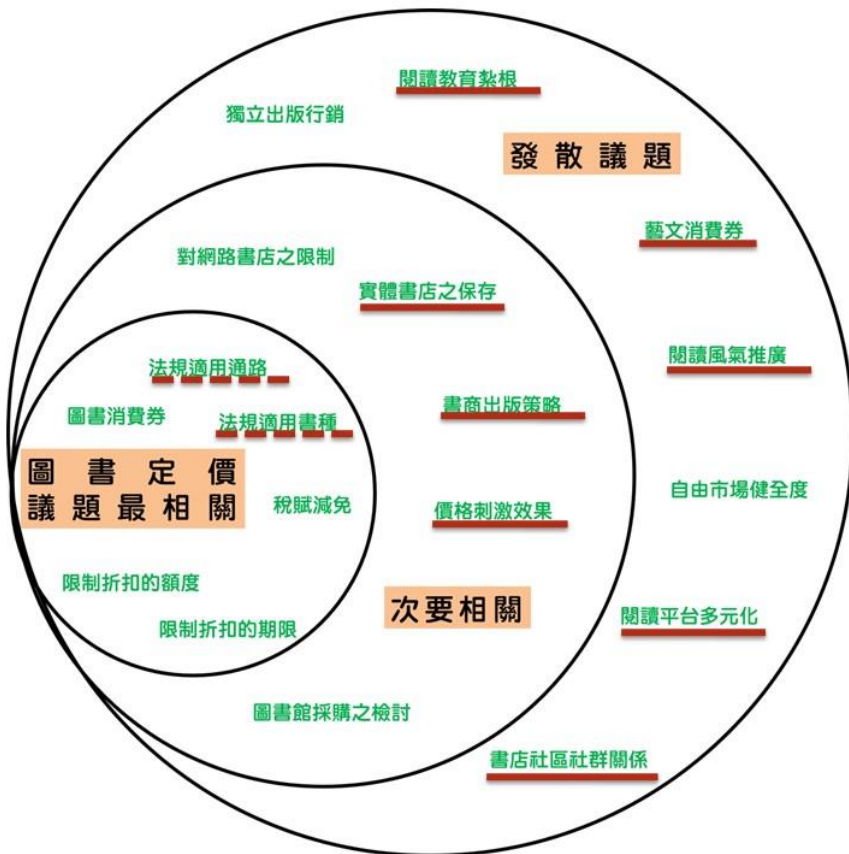 閱讀教育紮根
獨立出版行銷
發散議題
藝文消費券
對網路書店之限制
實體書店之保存
閱讀風氣推廣
法規適用通路
圖書消費券
法規適用書種
書商出版策略
圖書定價
議題最相關
稅賦減免
自由市場健全度
價格刺激效果
限制折扣的額度
次要相關
限制折扣的期限
閱讀平台多元化
圖書館採購之檢討
書店社區社群關係